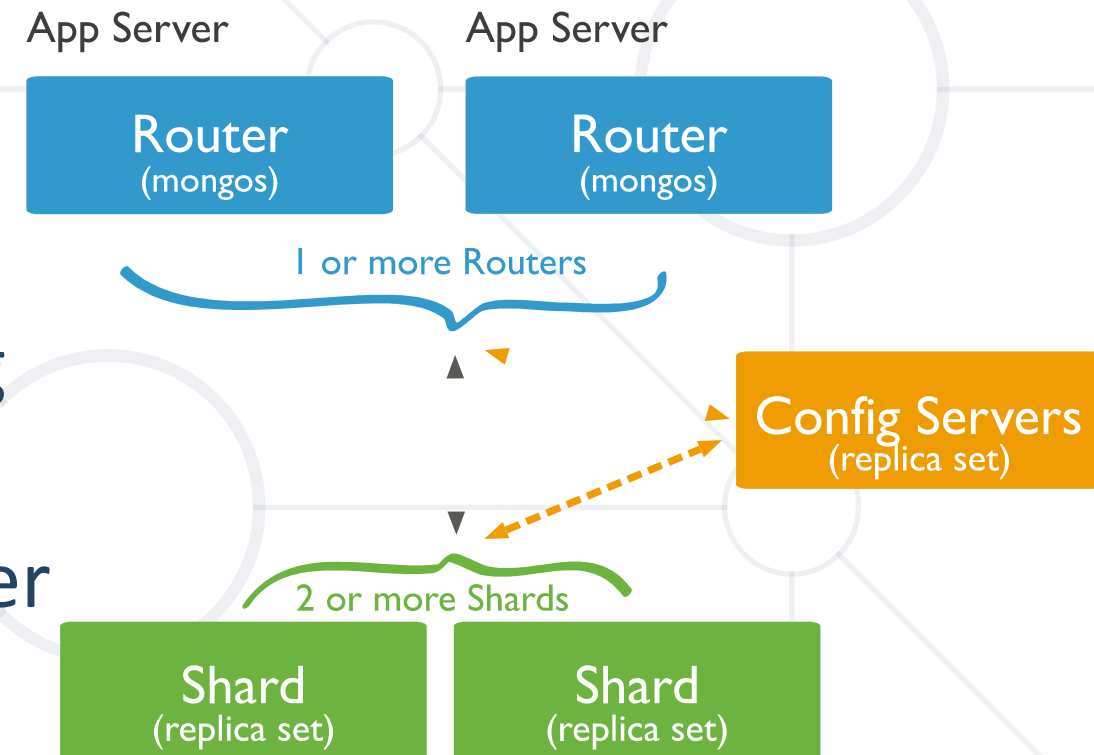 App Server
App Server
Router
(mongos)
Router
(mongos)
1 or more Routers
Config Servers
(replica set)
2 or more Shards
Shard
(replica set)
Shard
(replica set)